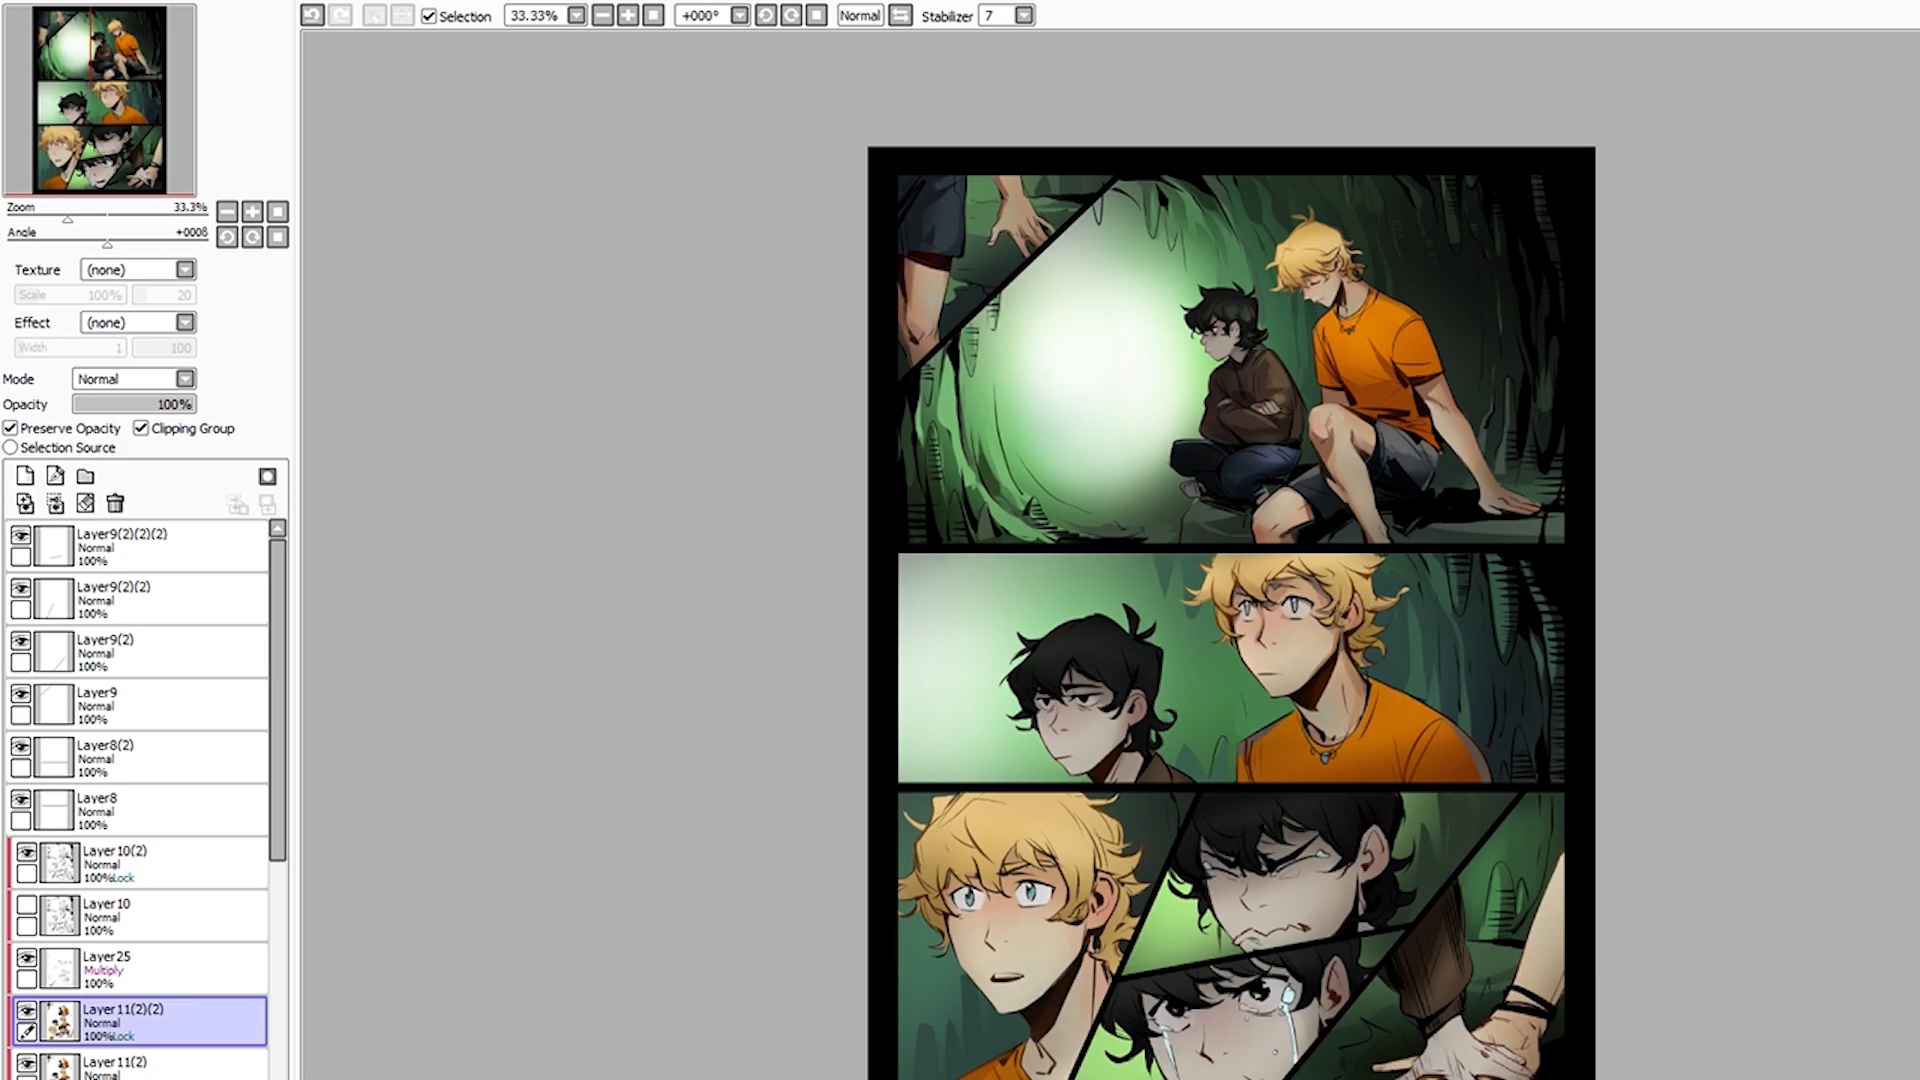 Selection 33.33% +000° Normal Stabilizer 7
Zoom 33.3%
Angle +000ß
Texture (none)
Scale 100% 20
Effect (none)
Width 1 100
Mode Normal
Opacity 100%
Preserve Opacity Clipping Group
Selection Source
Layer9(2)(2)(2)
Normal
100%
Layer9(2)(2)
Normal
100%
Layer9(2)
Normal
100%
Layer9
Normal
100%
Layer8(2)
Normal
100%
Layer8
Normal
100%
Layer10(2)
Normal
100%Lock
Layer10
Normal
100%
Layer25
Multiply
100%
Layer11(2)(2)
Normal
100%Lock
Layer11(2)
Normal